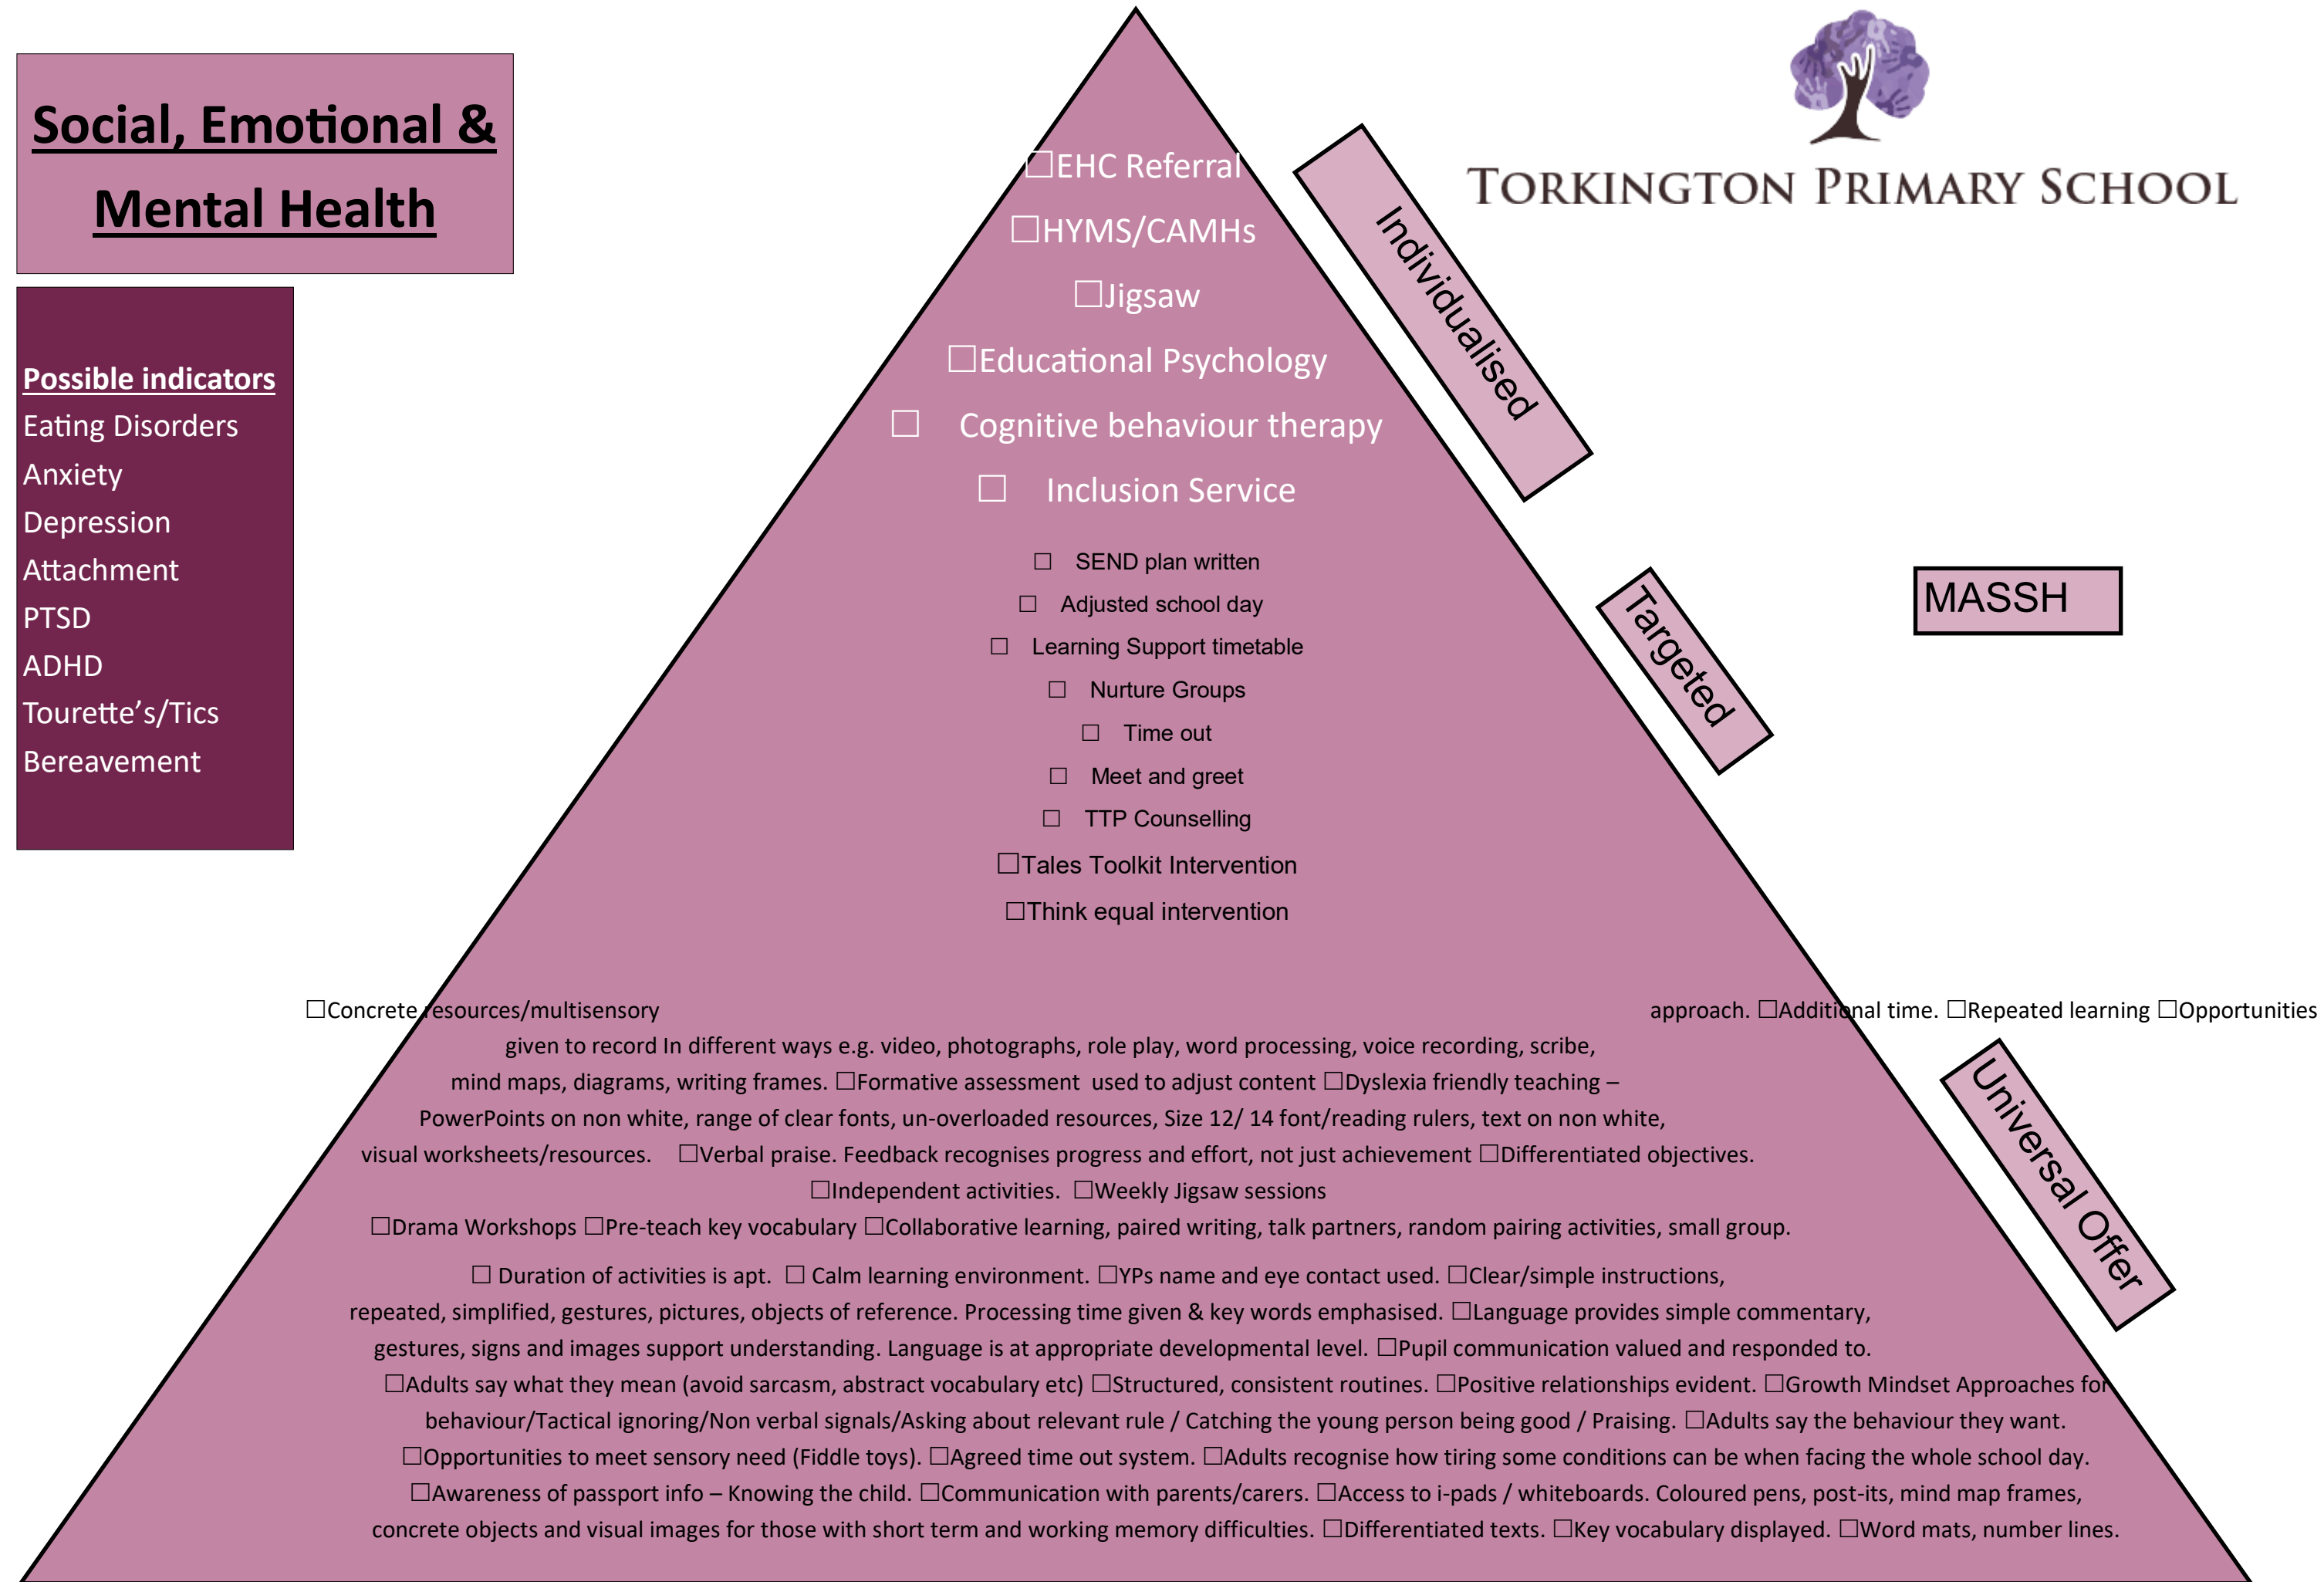 Social, Emotional &
Mental Health
TORKINGTON PRIMARY SCHOOL
Possible indicators
Eating Disorders
Anxiety
Depression
Attachment
PTSD
ADHD
Tourette's/Tics
Bereavement
☐EHC Referral
☐HYMS/CAMHs
☐Jigsaw
☐Educational Psychology
☐ Cognitive behaviour therapy
☐ Inclusion Service
Individualised
☐ SEND plan written
☐ Adjusted school day
☐ Learning Support timetable
☐ Nurture Groups
☐ Time out
☐ Meet and greet
☐ TTP Counselling
☐Tales Toolkit Intervention
☐Think equal intervention
Targeted
MASSH
☐Concrete resources/multisensory approach. ☐Additional time. ☐Repeated learning ☐Opportunities
given to record In different ways e.g. video, photographs, role play, word processing, voice recording, scribe,
mind maps, diagrams, writing frames. ☐Formative assessment  used to adjust content ☐Dyslexia friendly teaching –
PowerPoints on non white, range of clear fonts, un-overloaded resources, Size 12/ 14 font/reading rulers, text on non white,
visual worksheets/resources. ☐Verbal praise. Feedback recognises progress and effort, not just achievement ☐Differentiated objectives.
☐Independent activities. ☐Weekly Jigsaw sessions
☐Drama Workshops ☐Pre-teach key vocabulary ☐Collaborative learning, paired writing, talk partners, random pairing activities, small group.
☐ Duration of activities is apt. ☐ Calm learning environment. ☐YPs name and eye contact used. ☐Clear/simple instructions,
repeated, simplified, gestures, pictures, objects of reference. Processing time given & key words emphasised. ☐Language provides simple commentary,
gestures, signs and images support understanding. Language is at appropriate developmental level. ☐Pupil communication valued and responded to.
☐Adults say what they mean (avoid sarcasm, abstract vocabulary etc) ☐Structured, consistent routines. ☐Positive relationships evident. ☐Growth Mindset Approaches for
behaviour/Tactical ignoring/Non verbal signals/Asking about relevant rule / Catching the young person being good / Praising. ☐Adults say the behaviour they want.
☐Opportunities to meet sensory need (Fiddle toys). ☐Agreed time out system. ☐Adults recognise how tiring some conditions can be when facing the whole school day.
☐Awareness of passport info – Knowing the child. ☐Communication with parents/carers. ☐Access to i-pads / whiteboards. Coloured pens, post-its, mind map frames,
concrete objects and visual images for those with short term and working memory difficulties. ☐Differentiated texts. ☐Key vocabulary displayed. ☐Word mats, number lines.
Universal Offer